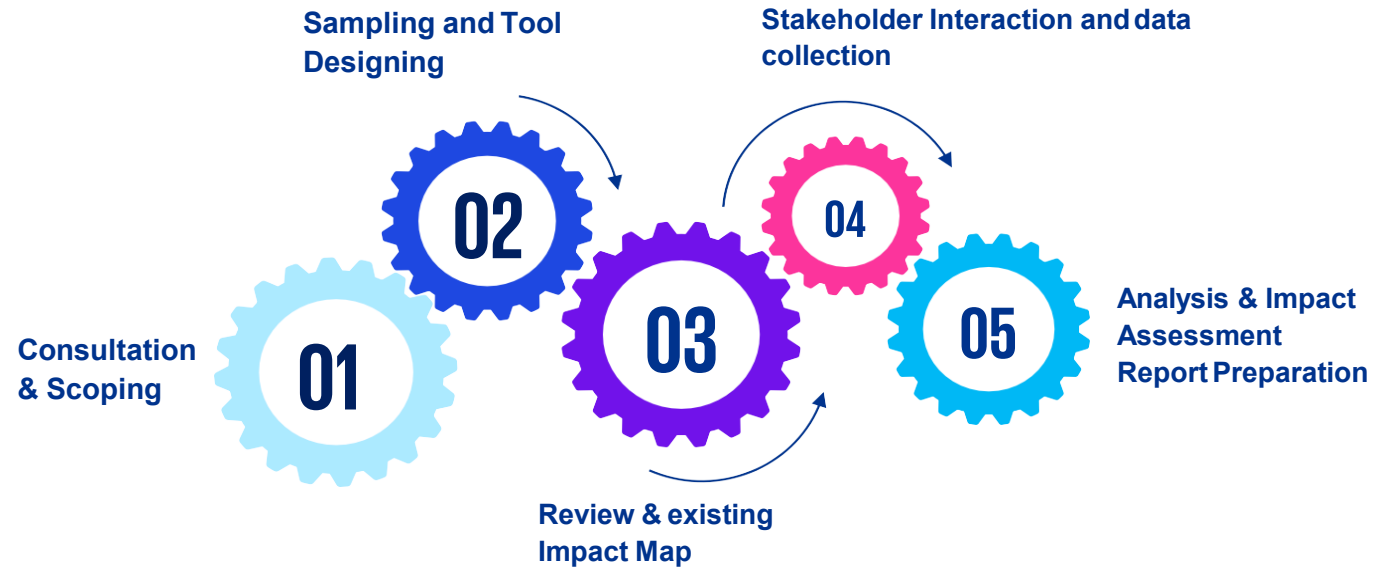 Sampling and Tool
Designing
Stakeholder Interaction and data
collection
02
04
03
05
01
Consultation
& Scoping
Analysis & Impact
Assessment
Report Preparation
Review & existing
Impact Map